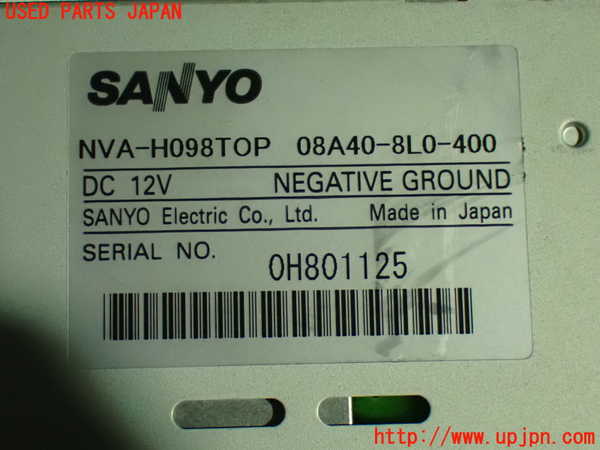 USED PARTS JAPAN
SANYO
NVA-H098TOP 08A40-8L0-400
DC 12V NEGATIVE GROUND
SANYO Electric Co., Ltd. Made in Japan
SERIAL NO. 0H801125
UPJ http://www.upjpn.com